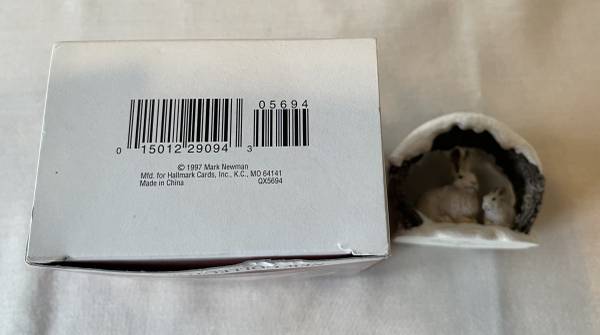 05694
0 15012 29094 3
© 1997 Mark Newman
Mfd. for Hallmark Cards, Inc., K.C., MO 64141
Made in China QX5694